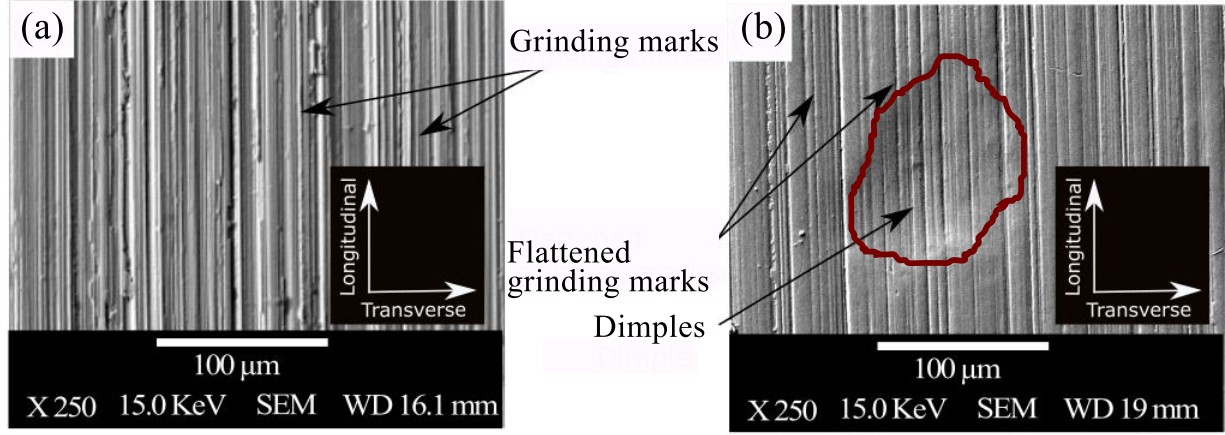 (a)
Grinding marks
(b)
Longitudinal
Transverse
Flattened
grinding marks
Dimples
Longitudinal
Transverse
100 μm
X 250 15.0 KeV SEM WD 16.1 mm
100 μm
X 250 15.0 KeV SEM WD 19 mm
Dimple